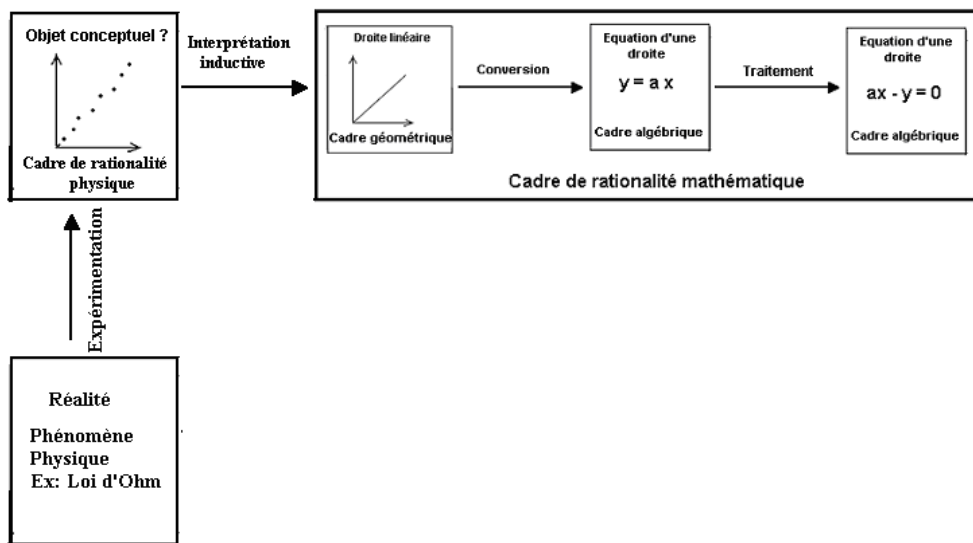 Objet conceptuel ?
Cadre de rationalité
physique
Interprétation
inductive
Droite linéaire
Cadre géométrique
Conversion
Equation d'une
droite
y = a x
Cadre algébrique
Traitement
Equation d'une
droite
ax - y = 0
Cadre algébrique
Cadre de rationalité mathématique
Expérimentation
Réalité
Phénomène
Physique
Ex: Loi d'Ohm